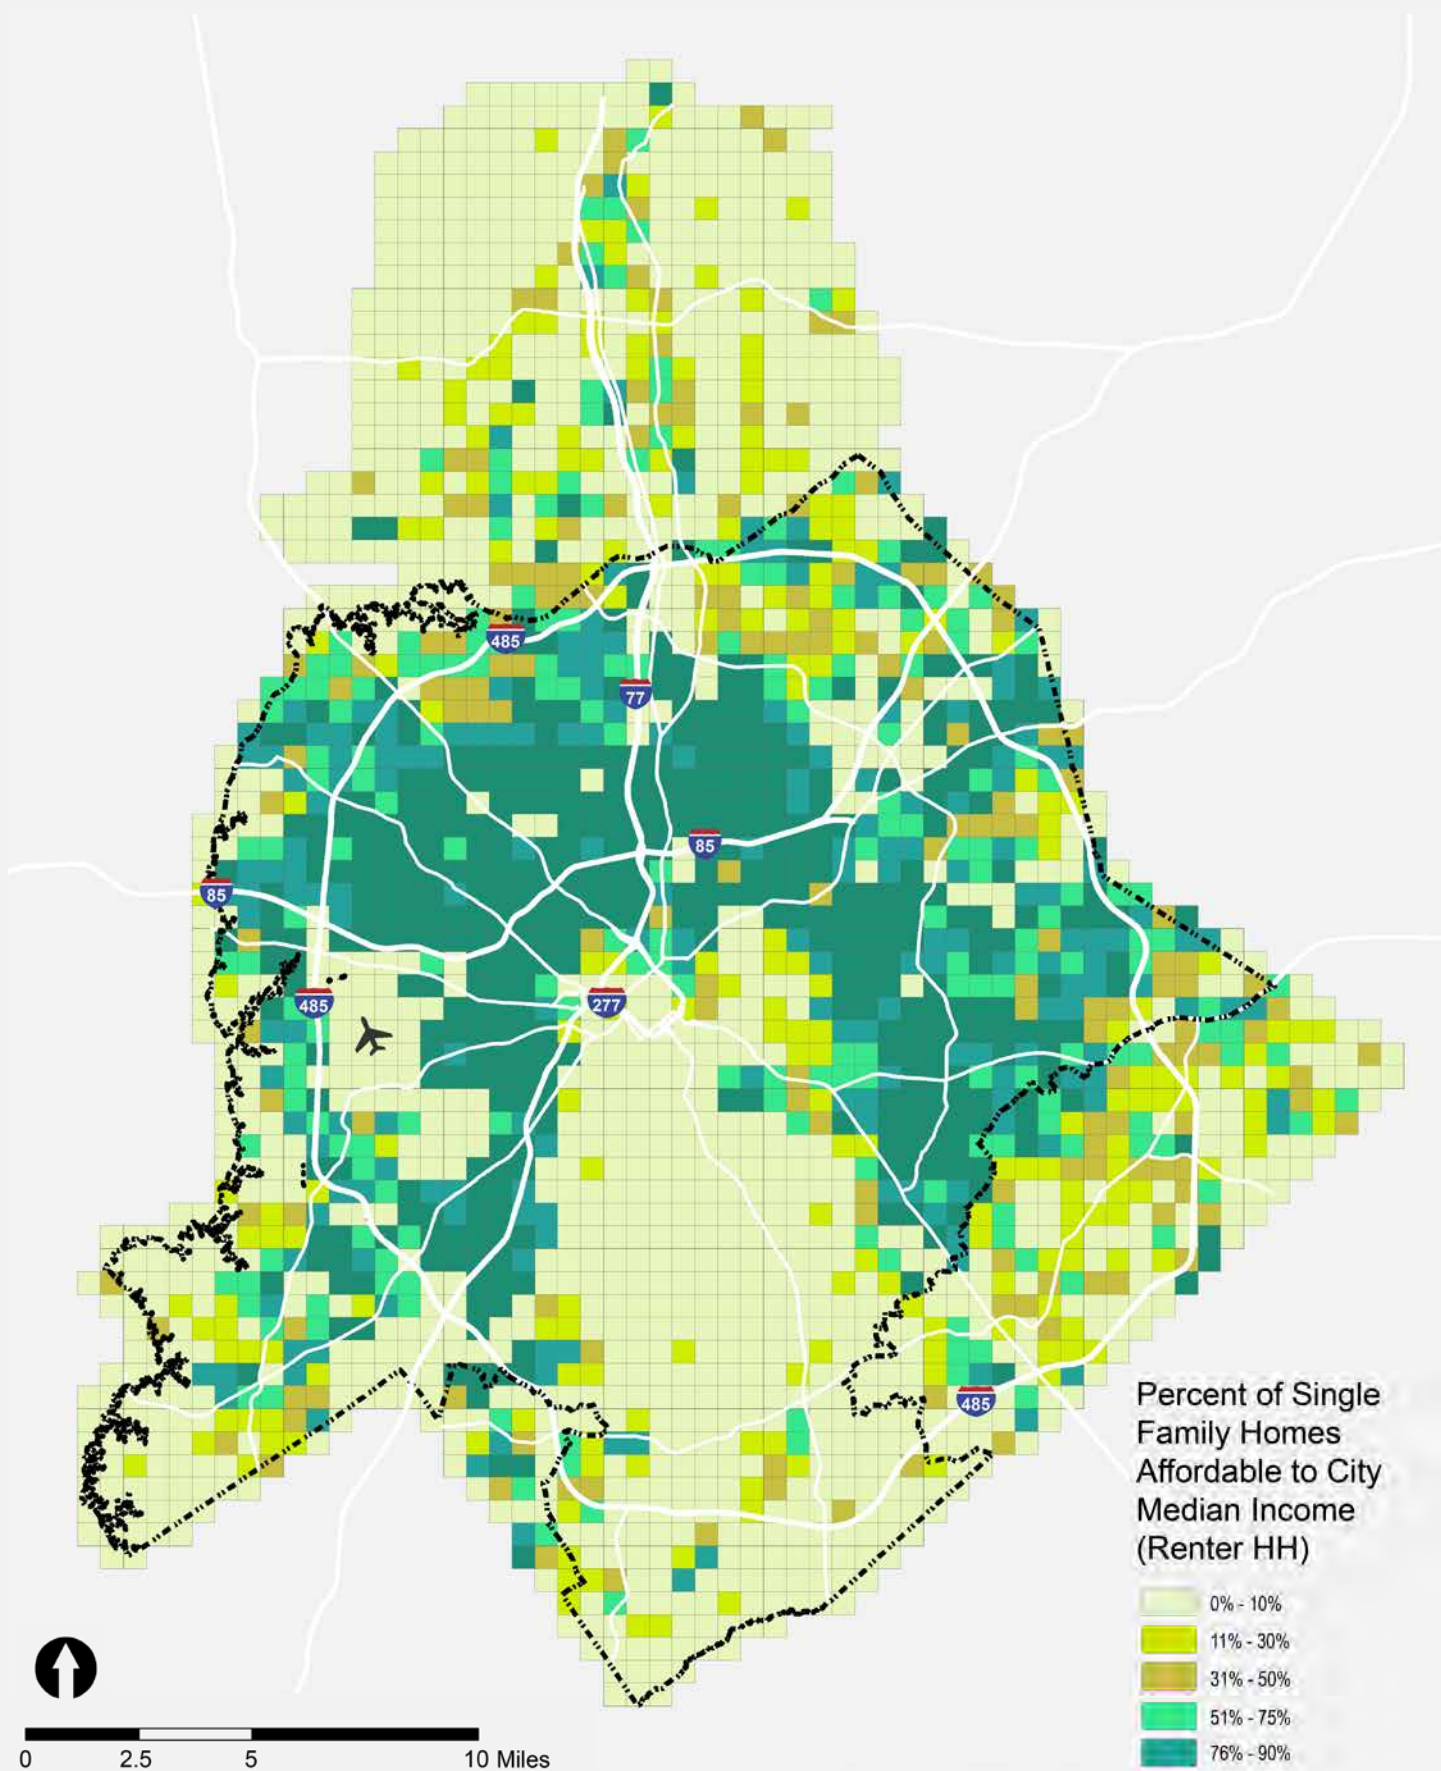 485
77
85
85
485
277
485
Percent of Single
Family Homes
Affordable to City
Median Income
(Renter HH)
0% - 10%
11% - 30%
31% - 50%
51% - 75%
76% - 90%
0 2.5 5 10 Miles